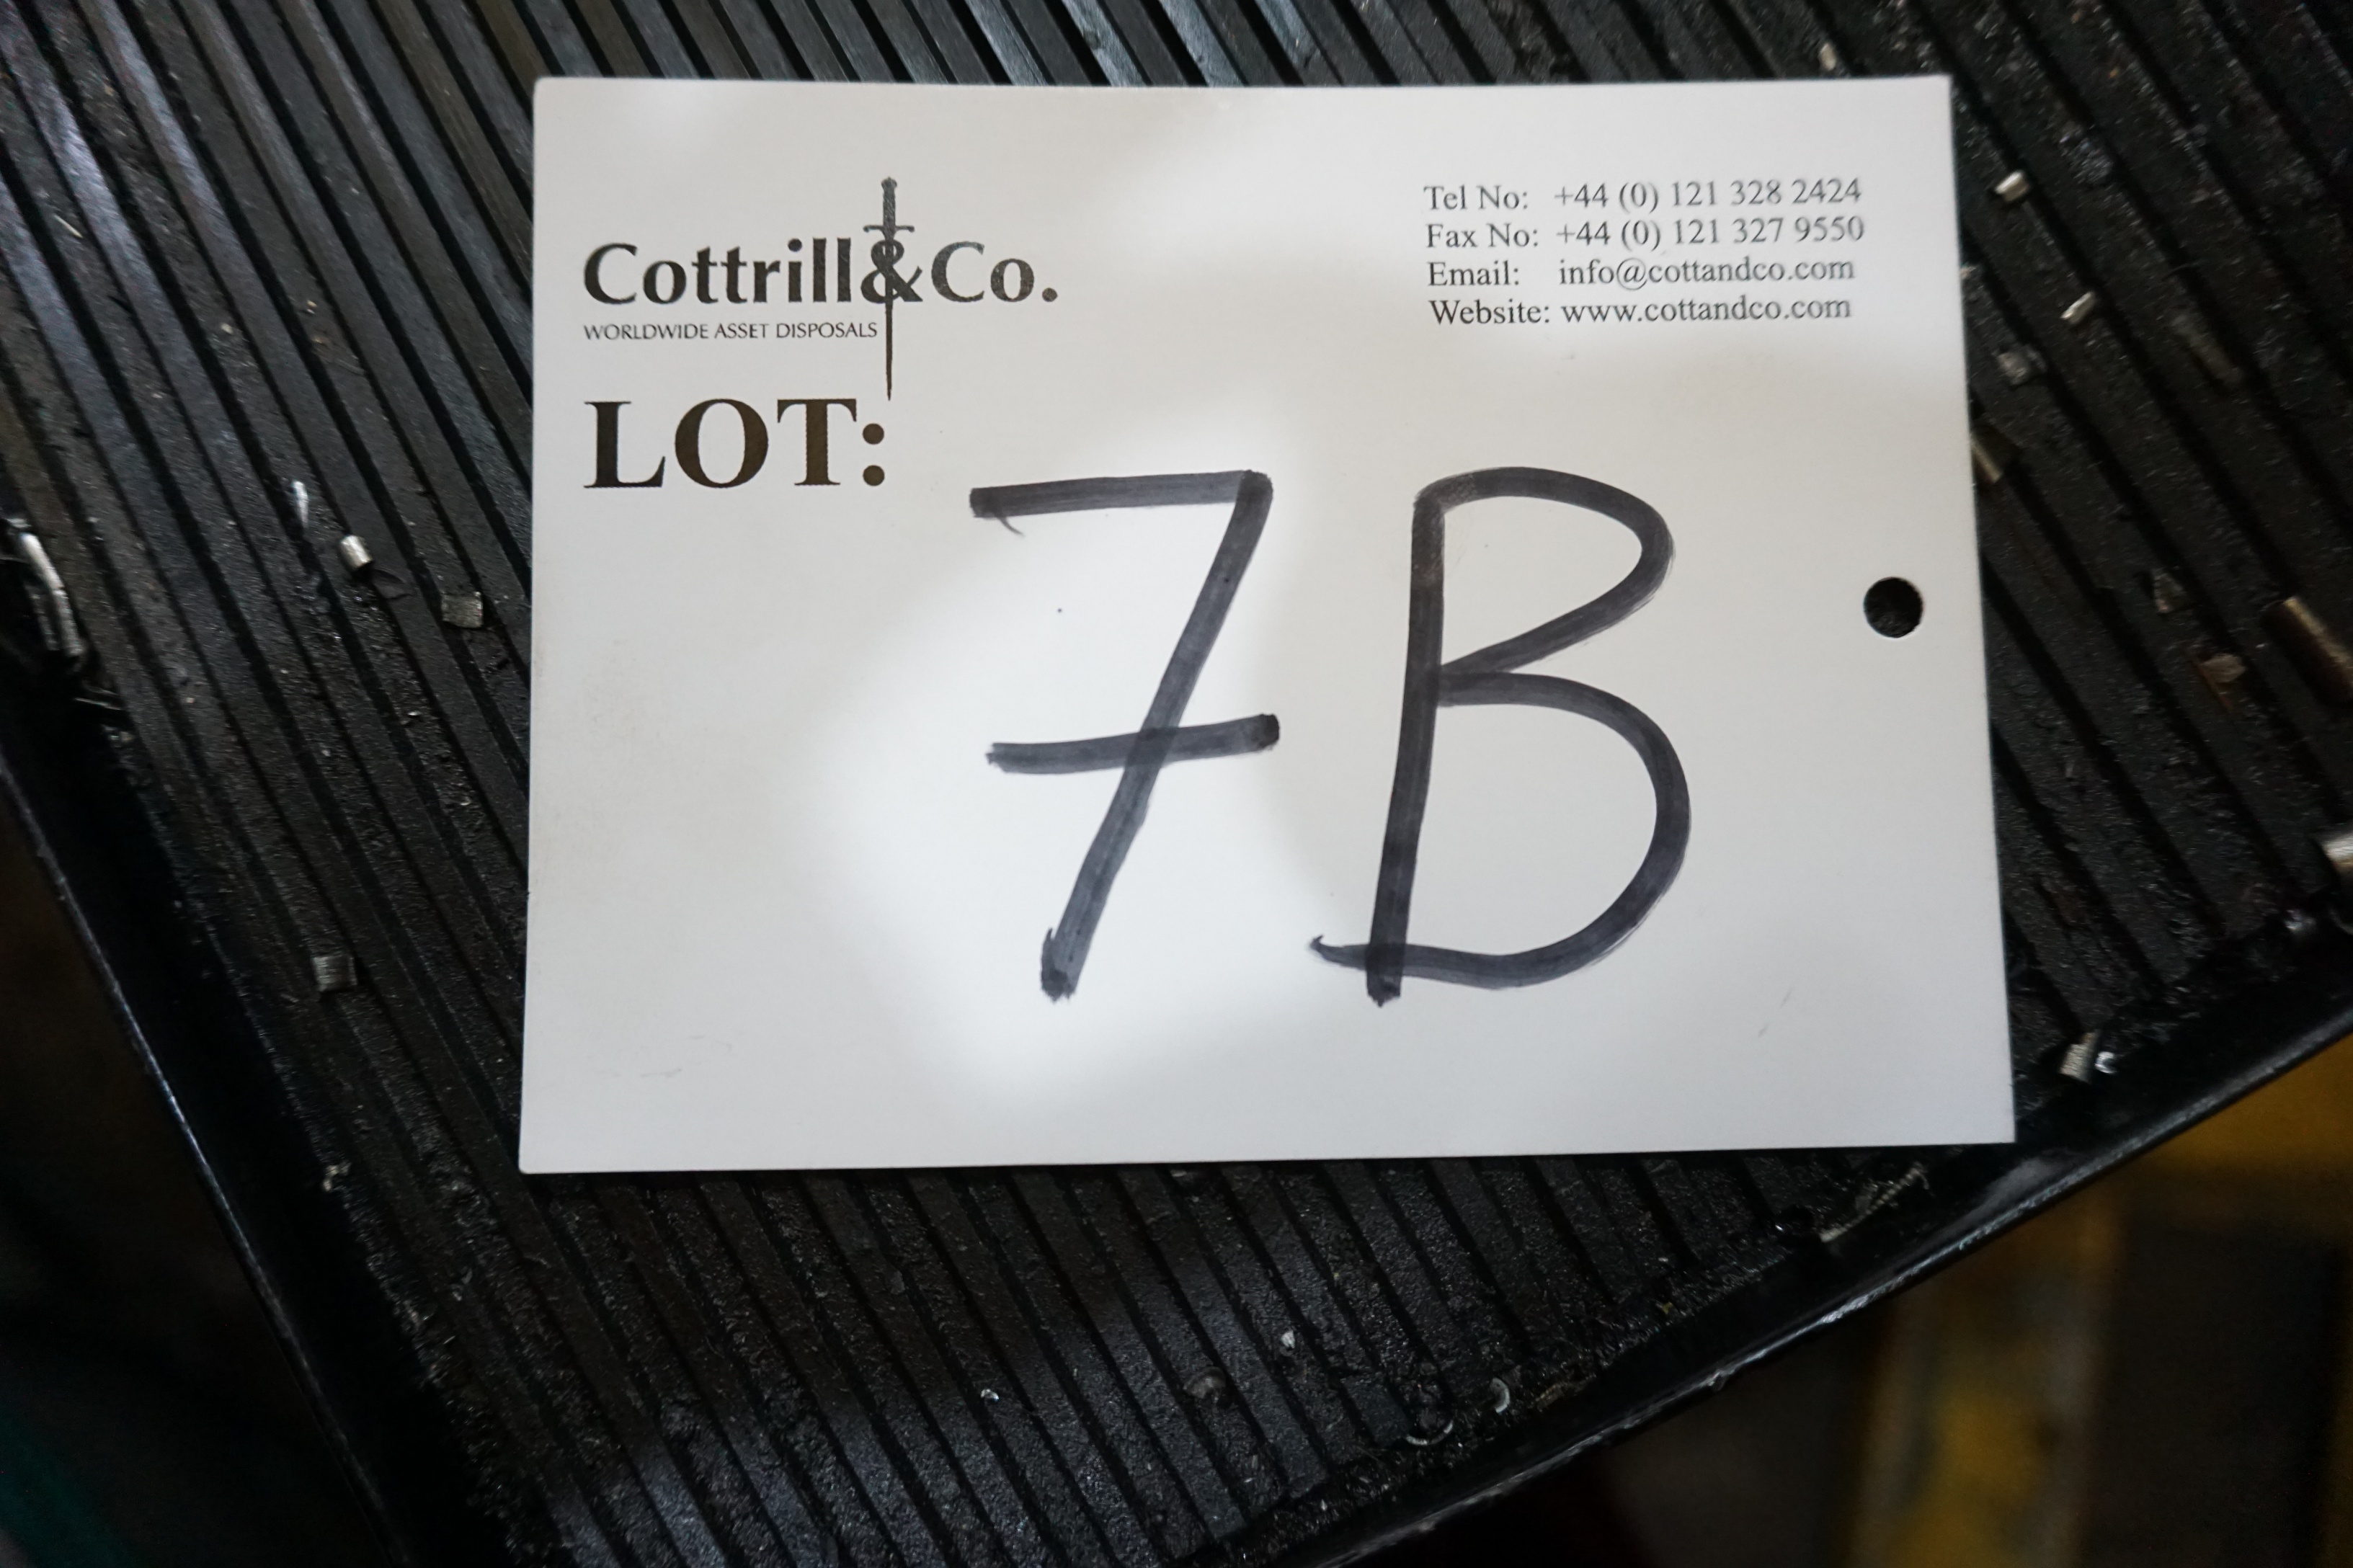 Cottrill&Co.
WORLDWIDE ASSET DISPOSALS
Tel No: +44 (0) 121 328 2424
Fax No: +44 (0) 121 327 9550
Email: info@cottandco.com
Website: www.cottandco.com
LOT:
7B